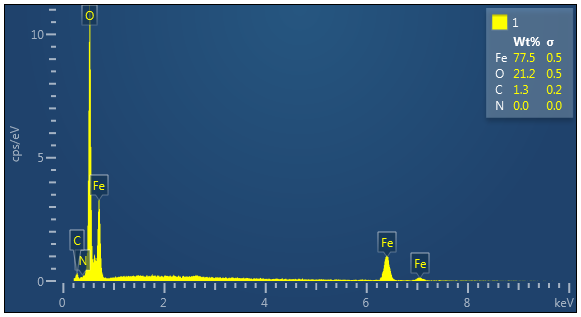 O
10
1
Wt% σ
Fe 77.5 0.5
O 21.2 0.5
C 1.3 0.2
N 0.0 0.0
cps/eV
5
Fe
C
N
Fe
Fe
0
0 2 4 6 8 keV